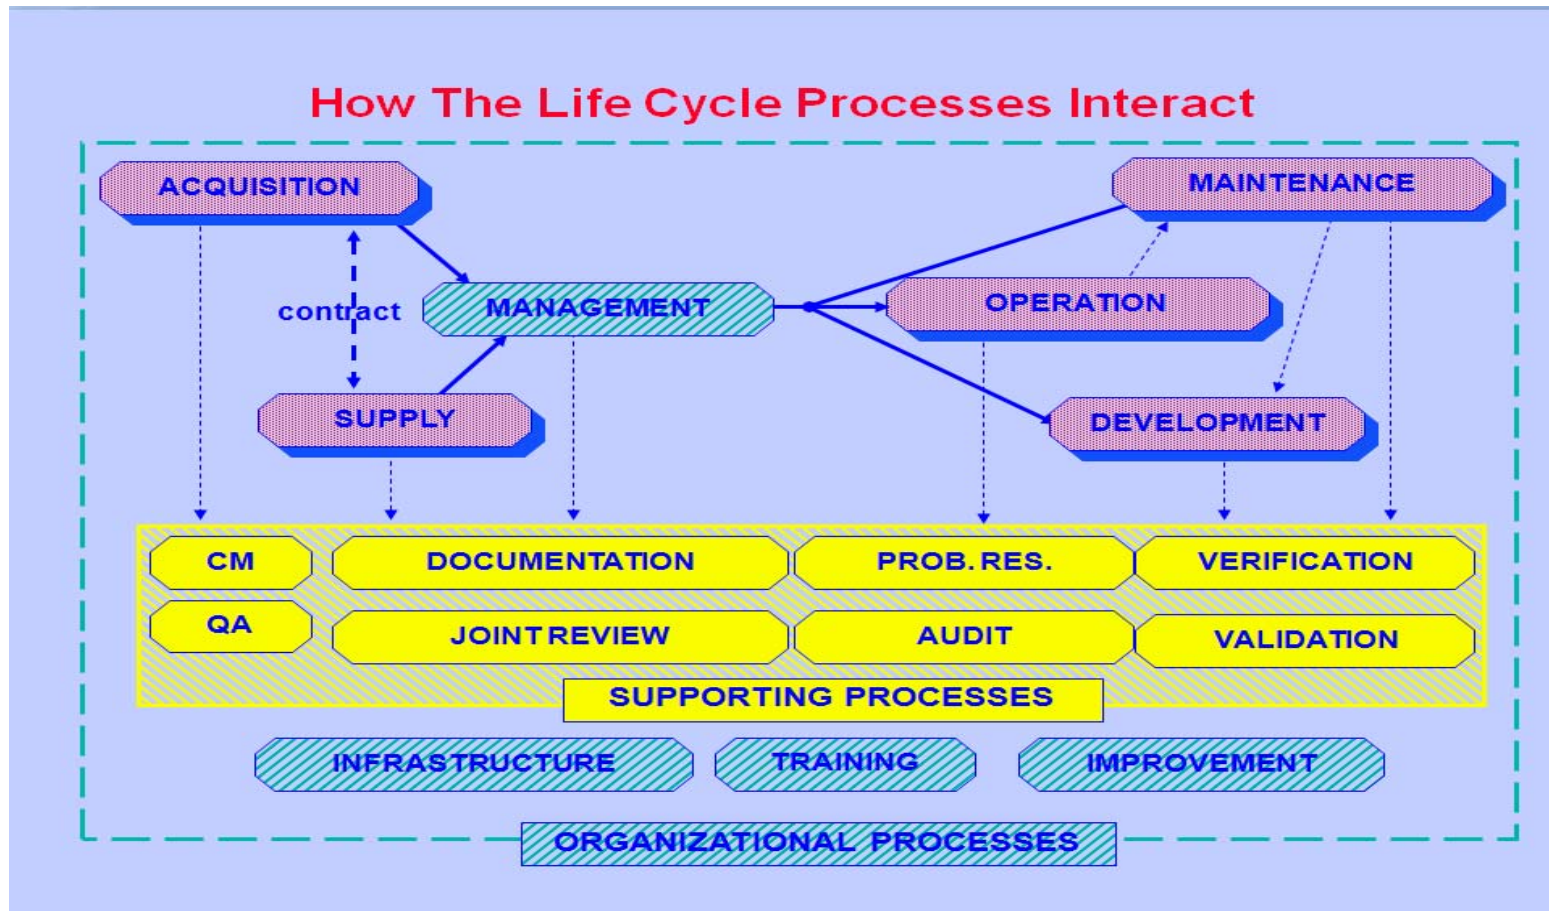 How The Life Cycle Processes Interact
ACQUISITION
MAINTENANCE
contract
MANAGEMENT
OPERATION
SUPPLY
DEVELOPMENT
CM
DOCUMENTATION
PROB. RES.
VERIFICATION
QA
JOINT REVIEW
AUDIT
VALIDATION
SUPPORTING PROCESSES
INFRASTRUCTURE
TRAINING
IMPROVEMENT
ORGANIZATIONAL PROCESSES